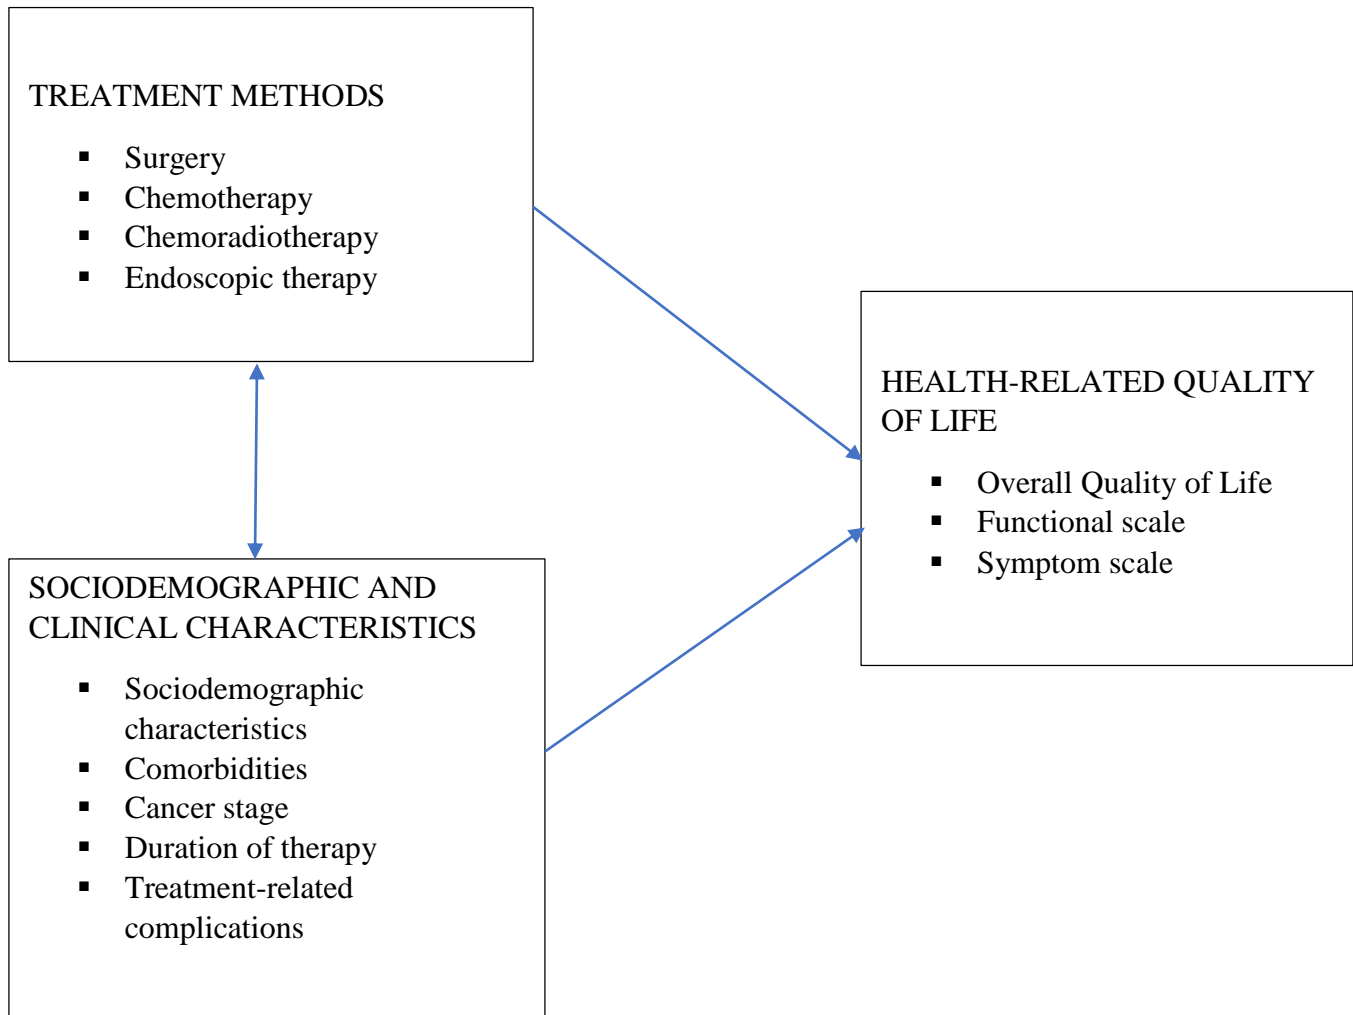 TREATMENT METHODS
▪ Surgery
▪ Chemotherapy
▪ Chemoradiotherapy
▪ Endoscopic therapy
HEALTH-RELATED QUALITY
OF LIFE
▪ Overall Quality of Life
▪ Functional scale
▪ Symptom scale
SOCIODEMOGRAPHIC AND
CLINICAL CHARACTERISTICS
▪ Sociodemographic
characteristics
▪ Comorbidities
▪ Cancer stage
▪ Duration of therapy
▪ Treatment-related
complications